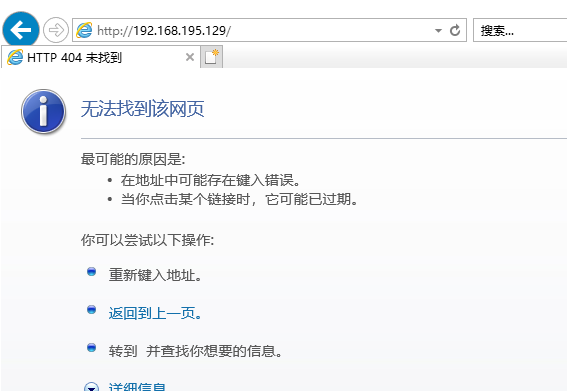 http://192.168.195.129/
搜索...
HTTP 404 未找到
无法找到该网页
最可能的原因是:
• 在地址中可能存在键入错误。
• 当你点击某个链接时，它可能已过期。
你可以尝试以下操作:
重新键入地址。
返回到上一页。
转到 并查找你想要的信息。
详细信息